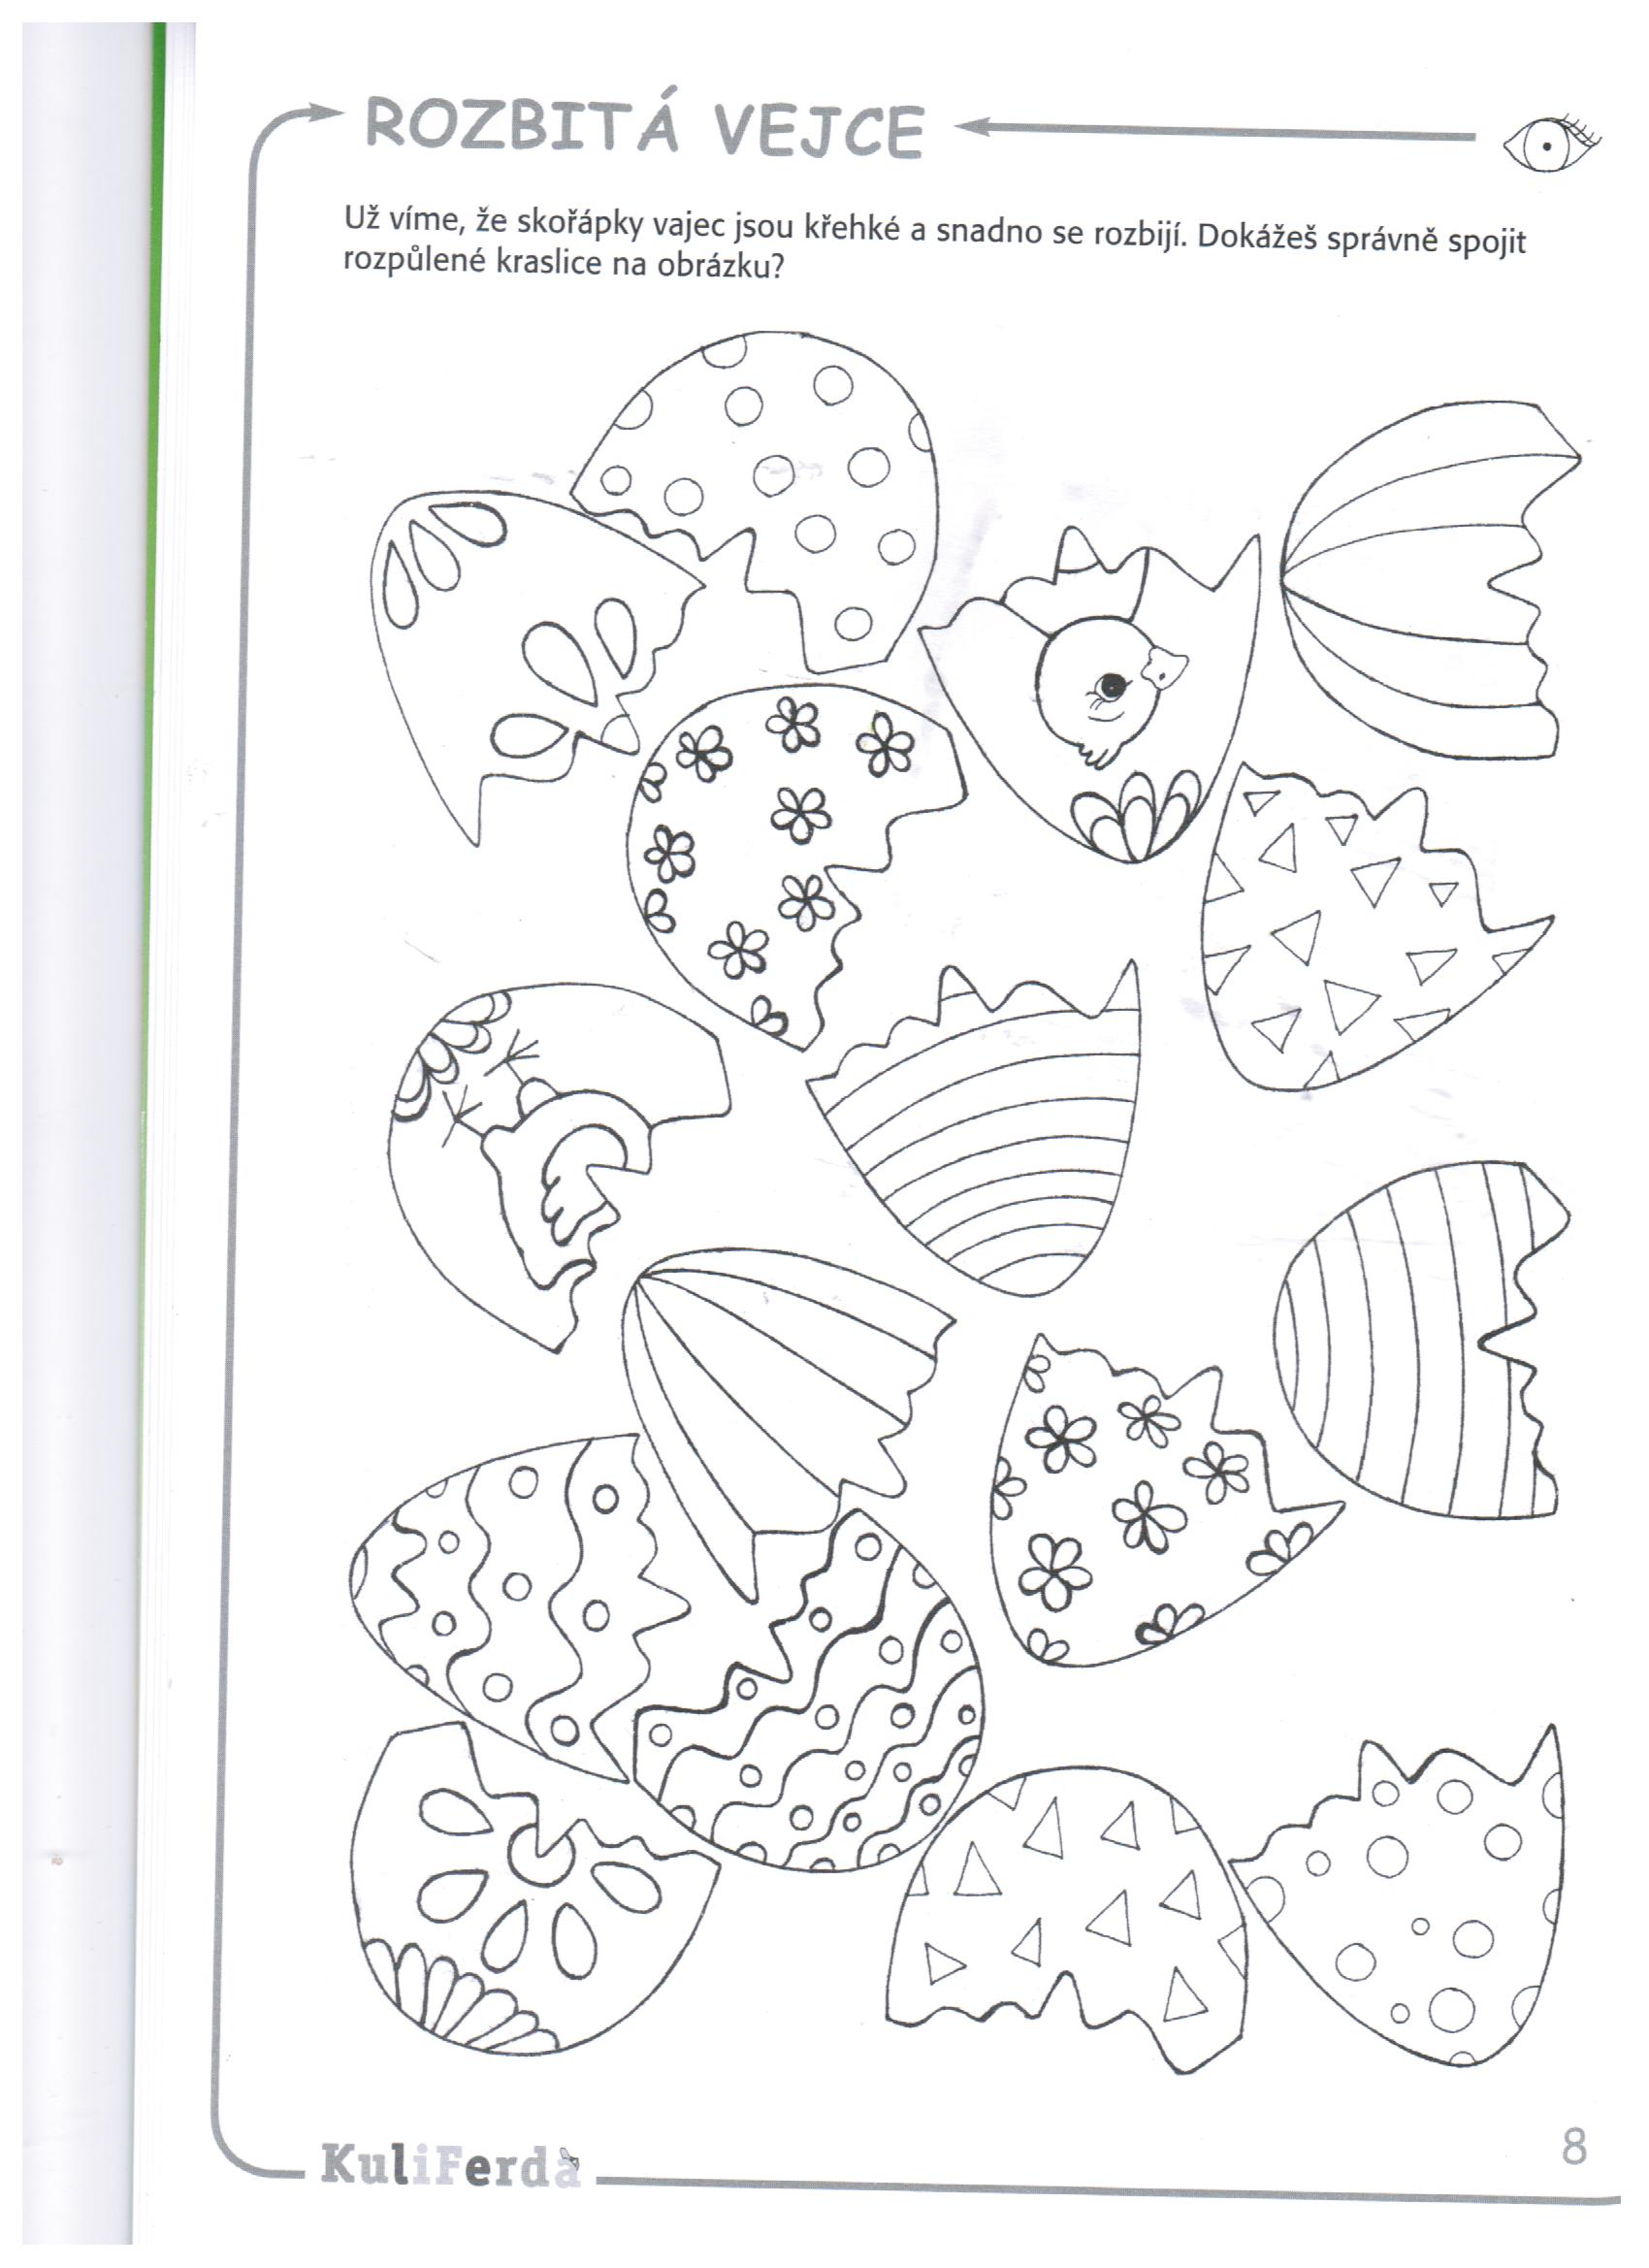 ROZBITÁ VEJCE
Už víme, že skořápky vajec jsou křehké a snadno se rozbijí. Dokážeš správně spojit
rozpůlené kraslice na obrázku?
KuliFerda
8